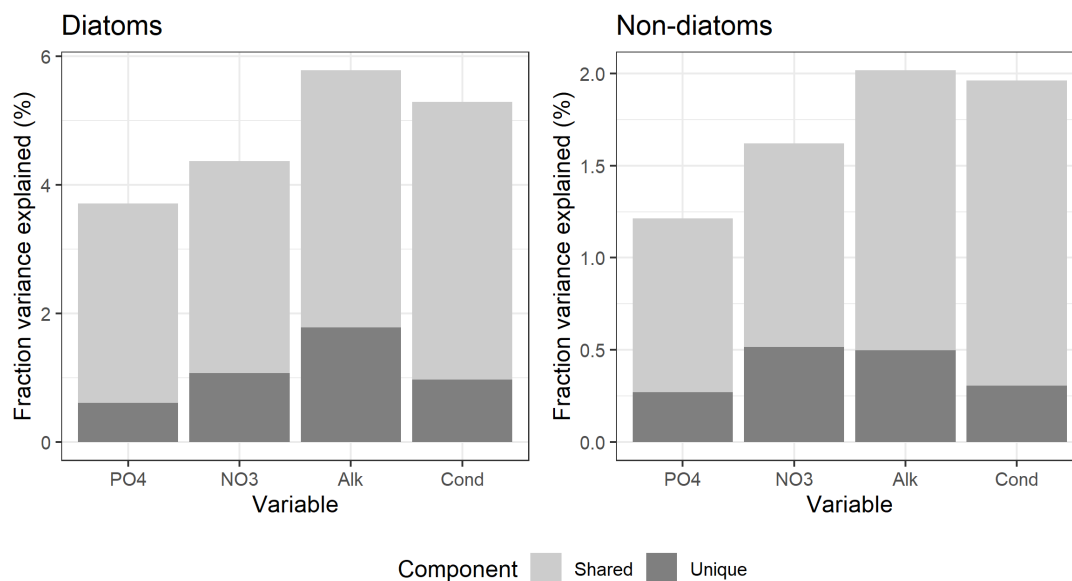 Diatoms
Fraction variance explained (%)
6
4
2
0
PO4 NO3 Alk Cond
Variable
Non-diatoms
Fraction variance explained (%)
2.0
1.5
1.0
0.5
0.0
PO4 NO3 Alk Cond
Variable
Component Shared Unique